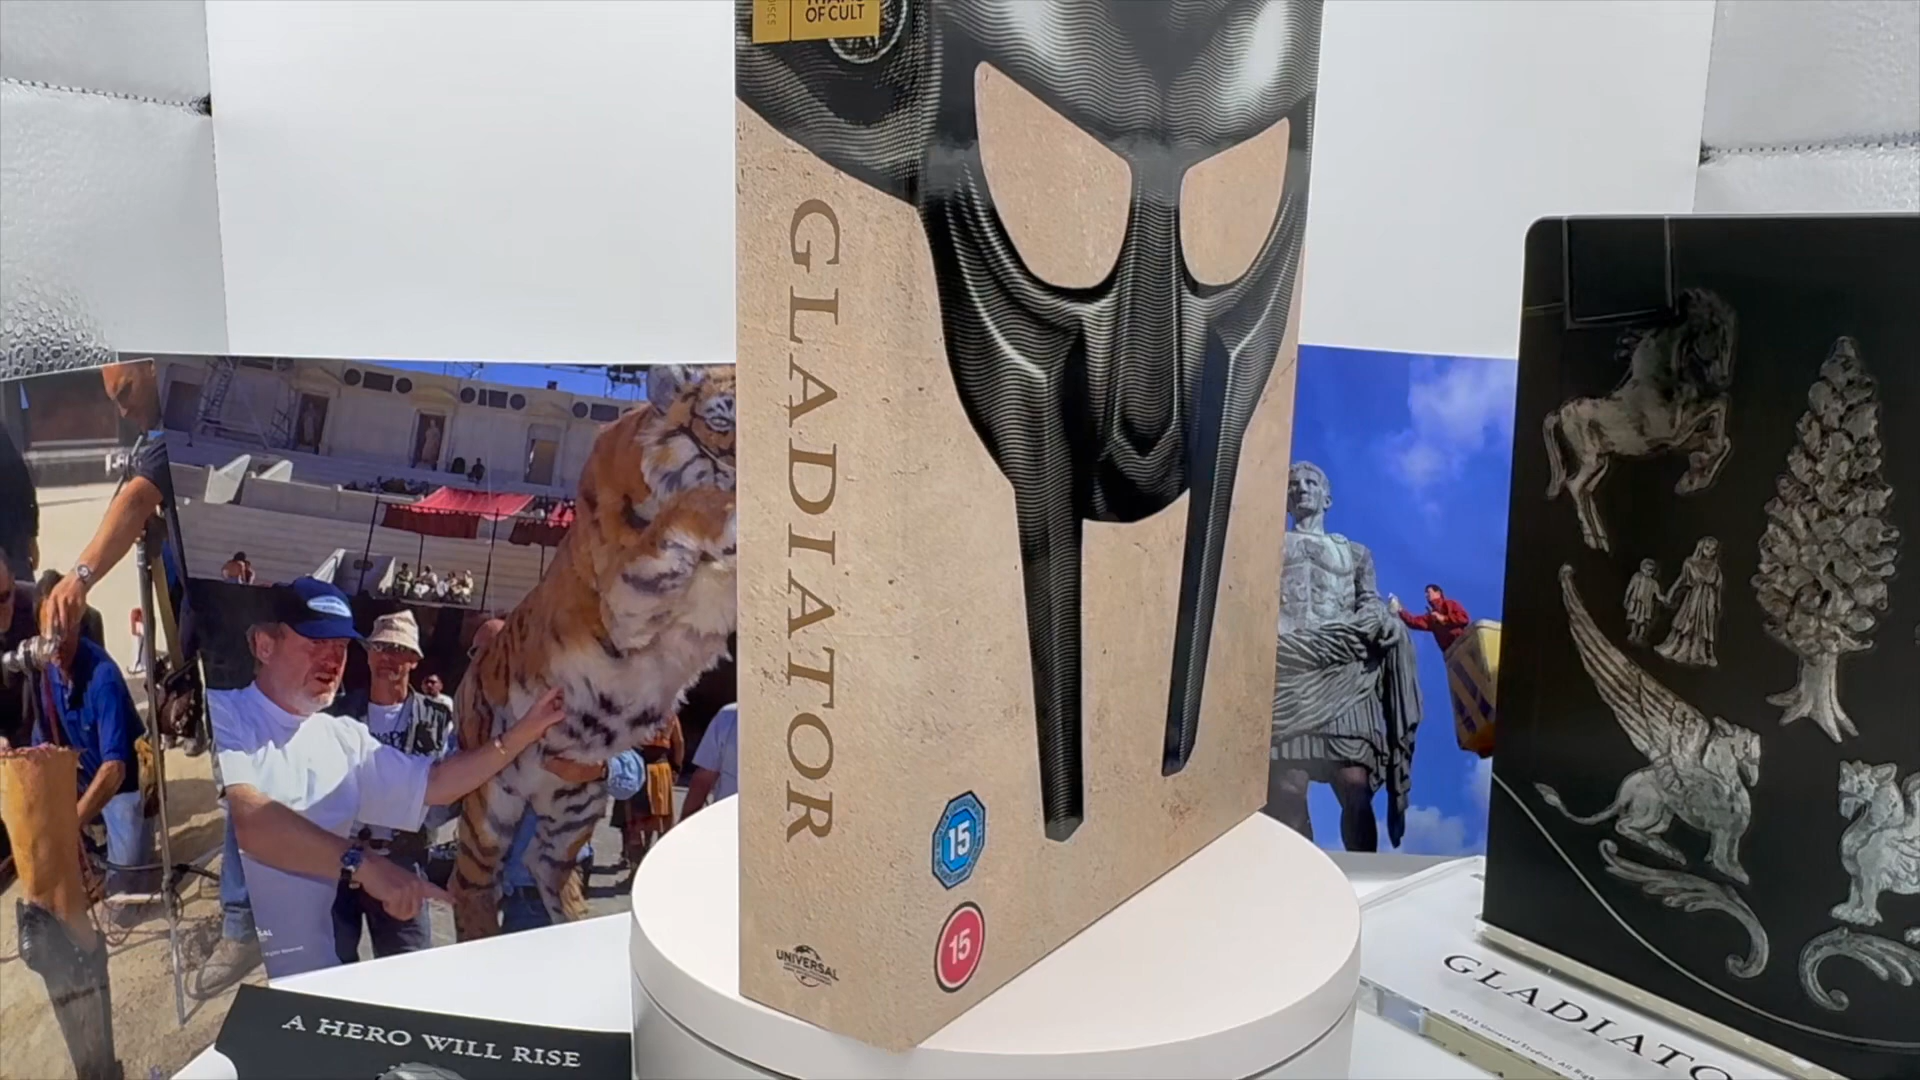 OF CULT
GLADIATOR
15
15
UNIVERSAL
A HERO WILL RISE
GLADIATO